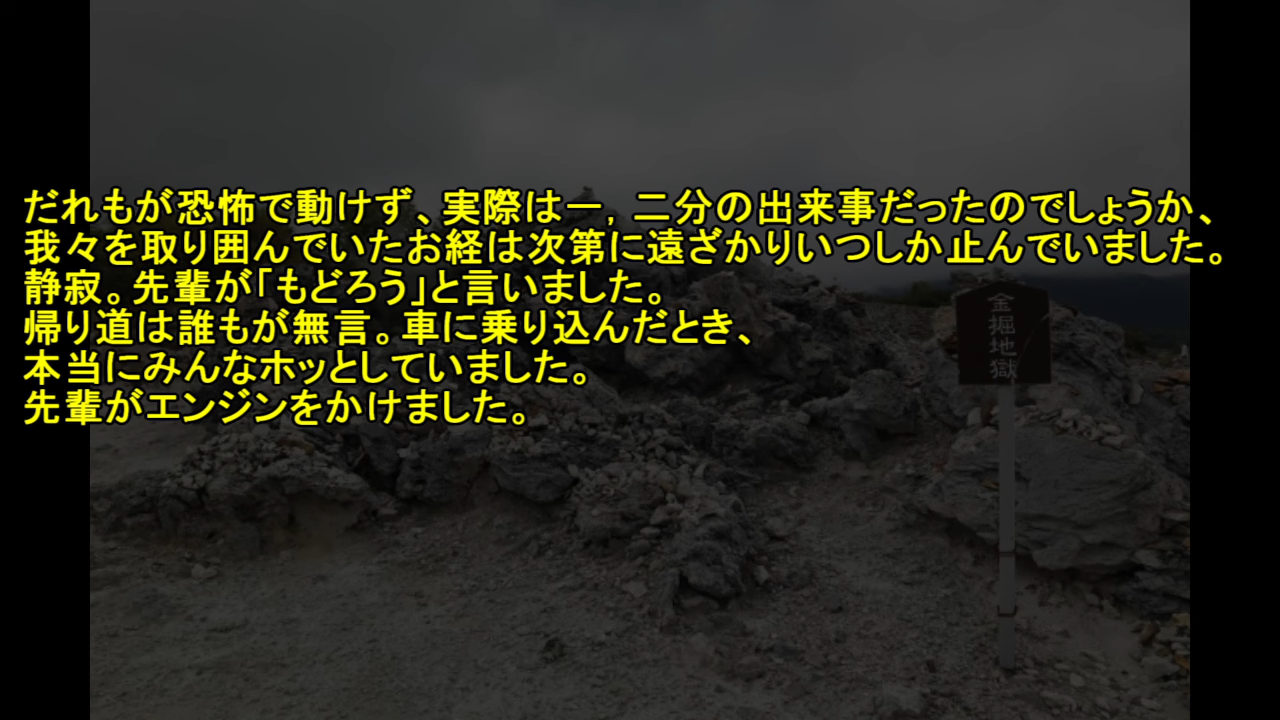 だれもが恐怖で動けず、実際は一，二分の出来事だったのでしょうか、
我々を取り囲んでいたお経は次第に遠ざかりいつしか止んでいました。
静寂。先輩が「もどろう」と言いました。
帰り道は誰もが無言。車に乗り込んだとき、
本当にみんなホッとしていました。
先輩がエンジンをかけました。
金掘地獄